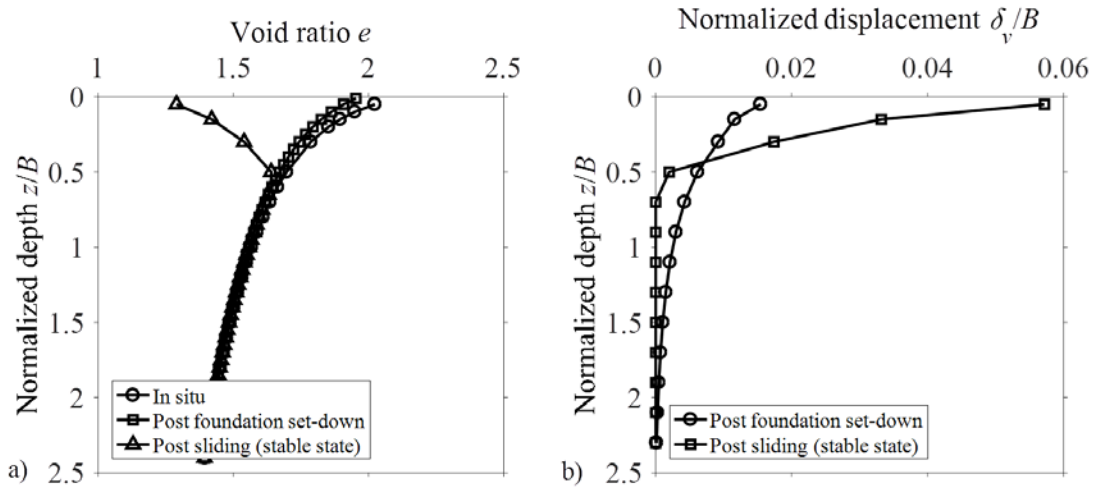 Void ratio e
1 1.5 2 2.5
0
0.5
1
1.5
2
2.5
Normalized depth z/B
In situ
Post foundation set-down
Post sliding (stable state)
a)
Normalized displacement δv/B
0 0.02 0.04 0.06
0
0.5
1
1.5
2
2.5
Normalized depth z/B
Post foundation set-down
Post sliding (stable state)
b)